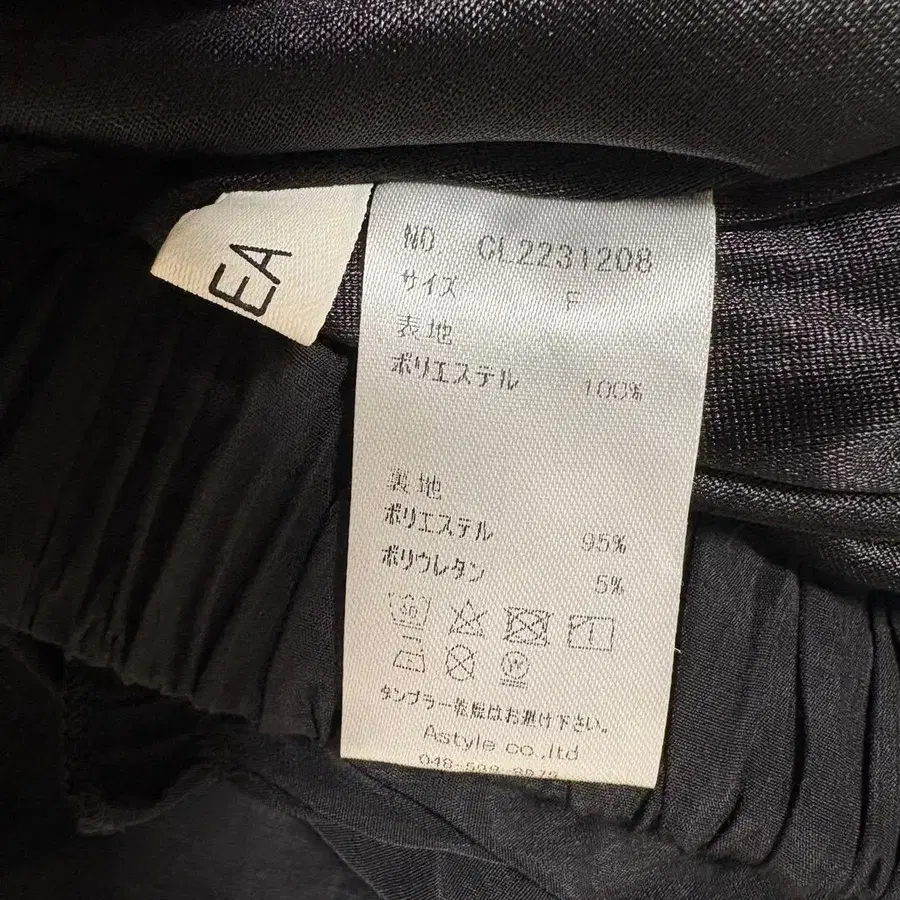 EA
NO. CL2231208
サイズ F
表地
ポリエステル 100%
裏地
ポリエステル 95%
ポリウレタン 5%
タンブラー乾燥はお避け下さい。
Astyle co.,ltd